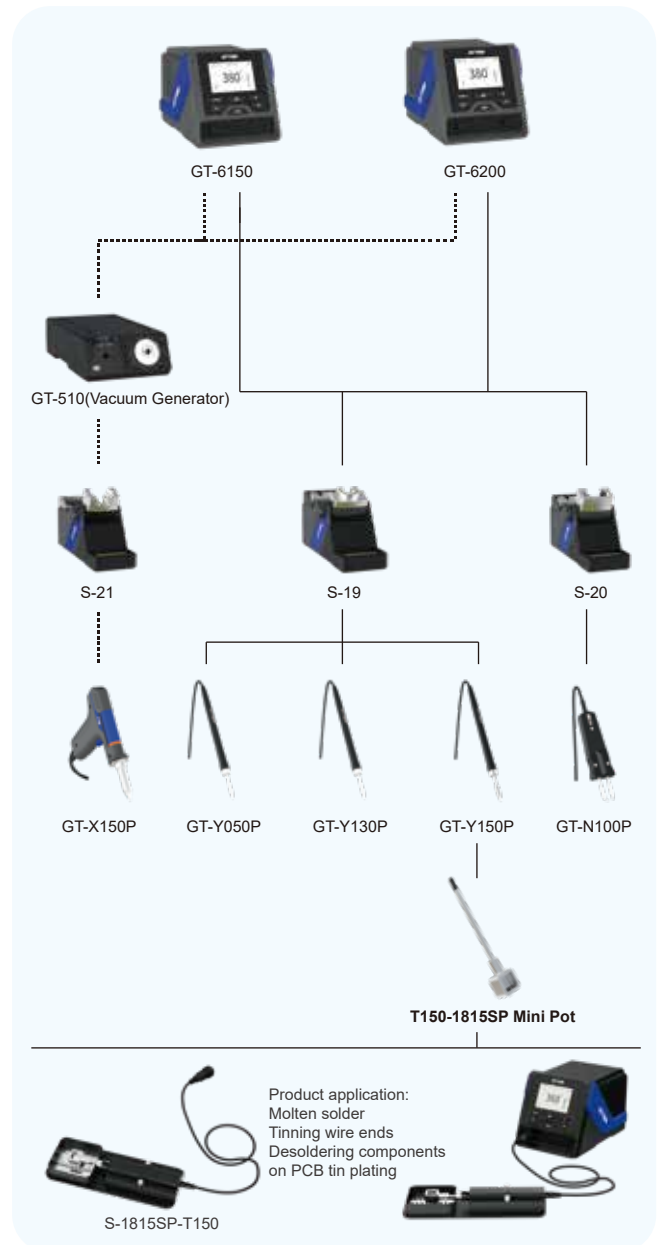 380
380
GT-6150
GT-6200
GT-510(Vacuum Generator)
S-21
S-19
S-20
GT-X150P
GT-Y050P
GT-Y130P
GT-Y150P
GT-N100P
T150-1815SP Mini Pot
Product application:
Molten solder
Tinning wire ends
Desoldering components
on PCB tin plating
S-1815SP-T150